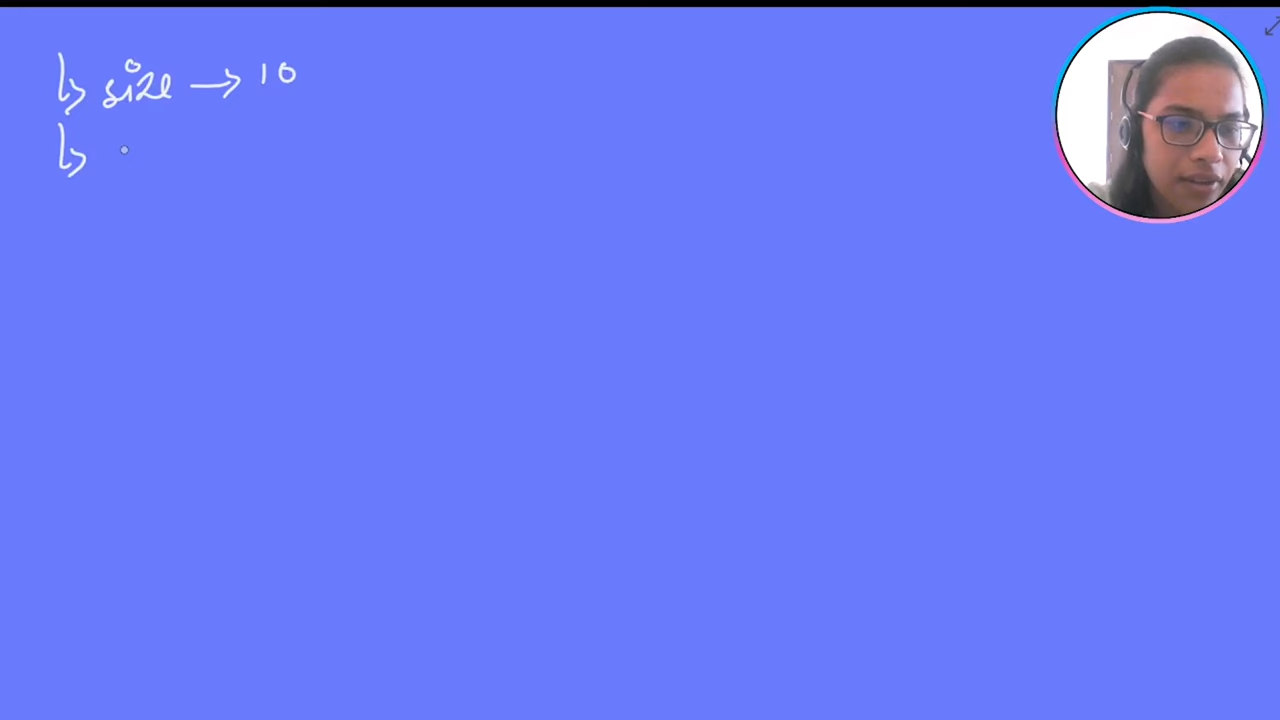 ↳ size → 10
↳